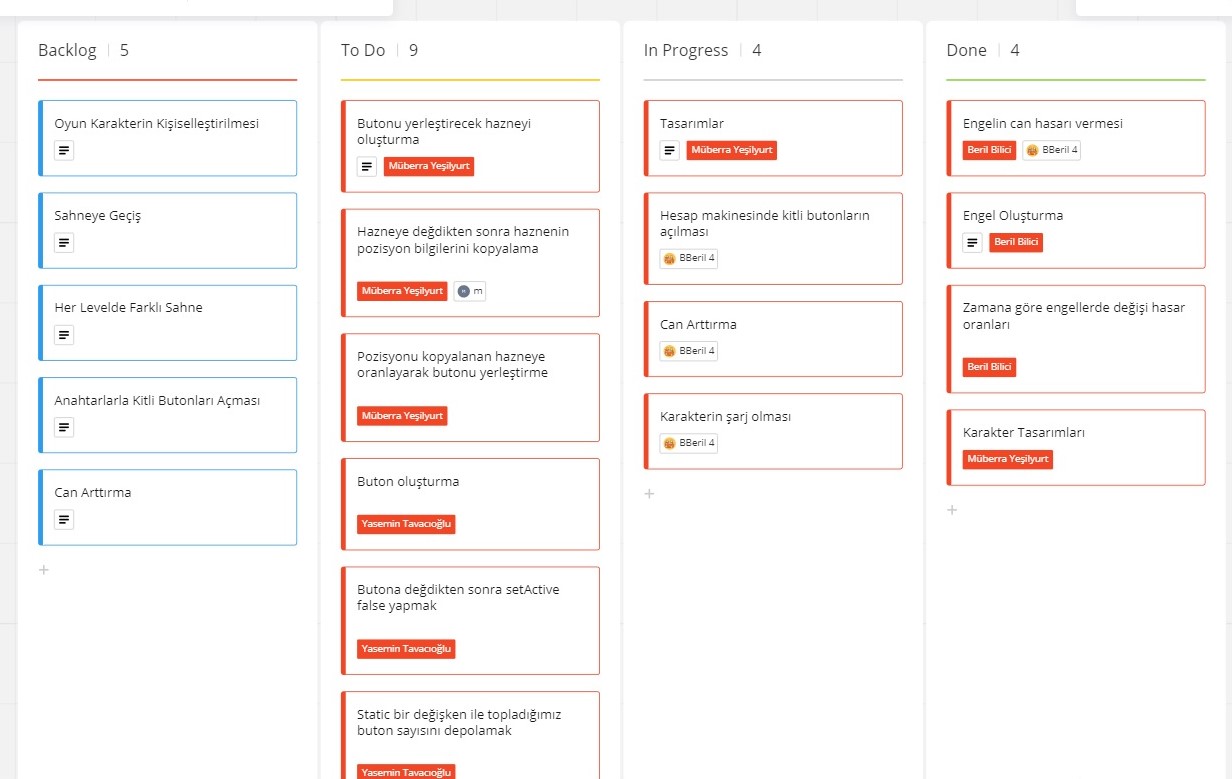 Backlog | 5
Oyun Karakterin Kişiselleştirilmesi
Sahneye Geçiş
Her Levelde Farklı Sahne
Anahtarlarla Kitli Butonları Açması
Can Arttırma
To Do | 9
Butonu yerleştirecek hazneyi
oluşturma
Müberra Yeşilyurt
Hazneye değdikten sonra haznenin
pozisyon bilgilerini kopyalama
Müberra Yeşilyurt m
Pozisyonu kopyalanan hazneye
oranlayarak butonu yerleştirme
Müberra Yeşilyurt
Buton oluşturma
Yasemin Tavacıoğlu
Butona değdikten sonra setActive
false yapmak
Yasemin Tavacıoğlu
Static bir değişken ile topladığımız
buton sayısını depolamak
Yasemin Tavacıoğlu
In Progress | 4
Tasarımlar
Müberra Yeşilyurt
Hesap makinesinde kitli butonların
açılması
BBeril 4
Can Arttırma
BBeril 4
Karakterin şarj olması
BBeril 4
Done | 4
Engelin can hasarı vermesi
Beril Bilici BBeril 4
Engel Oluşturma
Beril Bilici
Zamana göre engellerde değişi hasar
oranları
Beril Bilici
Karakter Tasarımları
Müberra Yeşilyurt